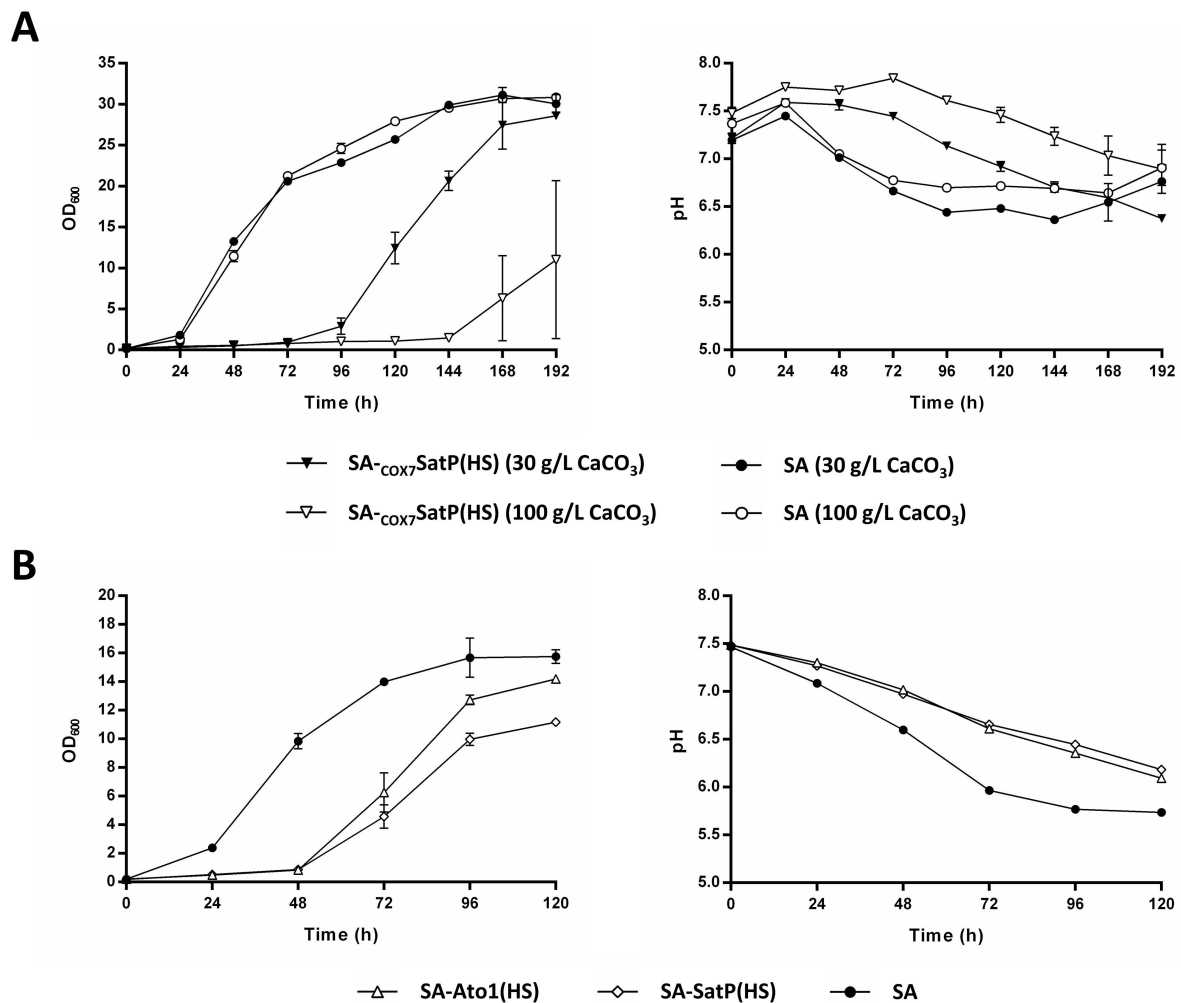 A
35
30
25
20
15
10
5
0
OD600
0 24 48 72 96 120 144 168 192
Time (h)
8.0
7.5
7.0
6.5
6.0
5.5
5.0
pH
0 24 48 72 96 120 144 168 192
Time (h)
SA-COX7SatP(HS) (30 g/L CaCO3)
SA (30 g/L CaCO3)
SA-COX7SatP(HS) (100 g/L CaCO3)
SA (100 g/L CaCO3)
B
20
18
16
14
12
10
8
6
4
2
0
OD600
0 24 48 72 96 120
Time (h)
8.0
7.5
7.0
6.5
6.0
5.5
5.0
pH
0 24 48 72 96 120
Time (h)
SA-Ato1(HS)
SA-SatP(HS)
SA